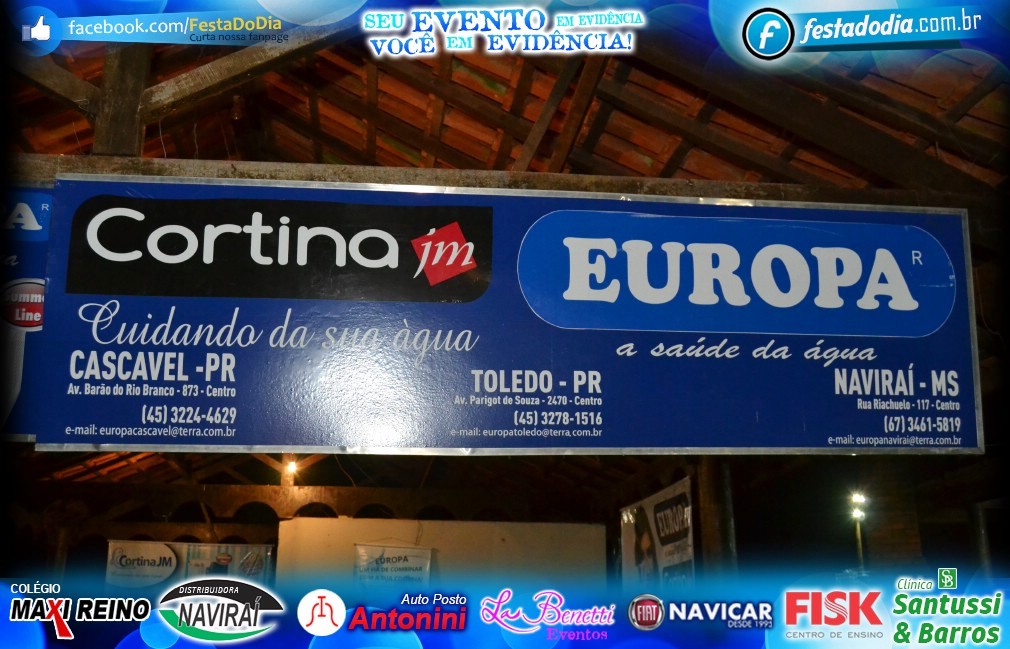 facebook.com/FestaDoDia
Curta nossa fanpage
SEU EVENTO EM EVIDÊNCIA
VOCÊ EM EVIDÊNCIA!
f festadodia.com.br
Cortina jm
EUROPA R
Cuidando da sua àgua
a saúde da água
CASCAVEL -PR
Av. Barão do Rio Branco - 873 - Centro
(45) 3224-4629
e-mail: europacascavel@terra.com.br
TOLEDO - PR
Av. Parigot de Souza - 2470 - Centro
(45) 3278-1516
e-mail: europatoledo@terra.com.br
NAVIRAÍ - MS
Rua Riachuelo - 117 - Centro
(67) 3461-5819
e-mail: europanavirai@terra.com.br
A R
Line
CortinaJM
EUROPA
EUROPA
COLÉGIO
MAXI REINO
DISTRIBUIDORA
NAVIRAÍ
Auto Posto
Antonini
Lu Benetti
Eventos
FIAT NAVICAR
DESDE 1993
FISK
CENTRO DE ENSINO
Clínica SB
Santussi
& Barros